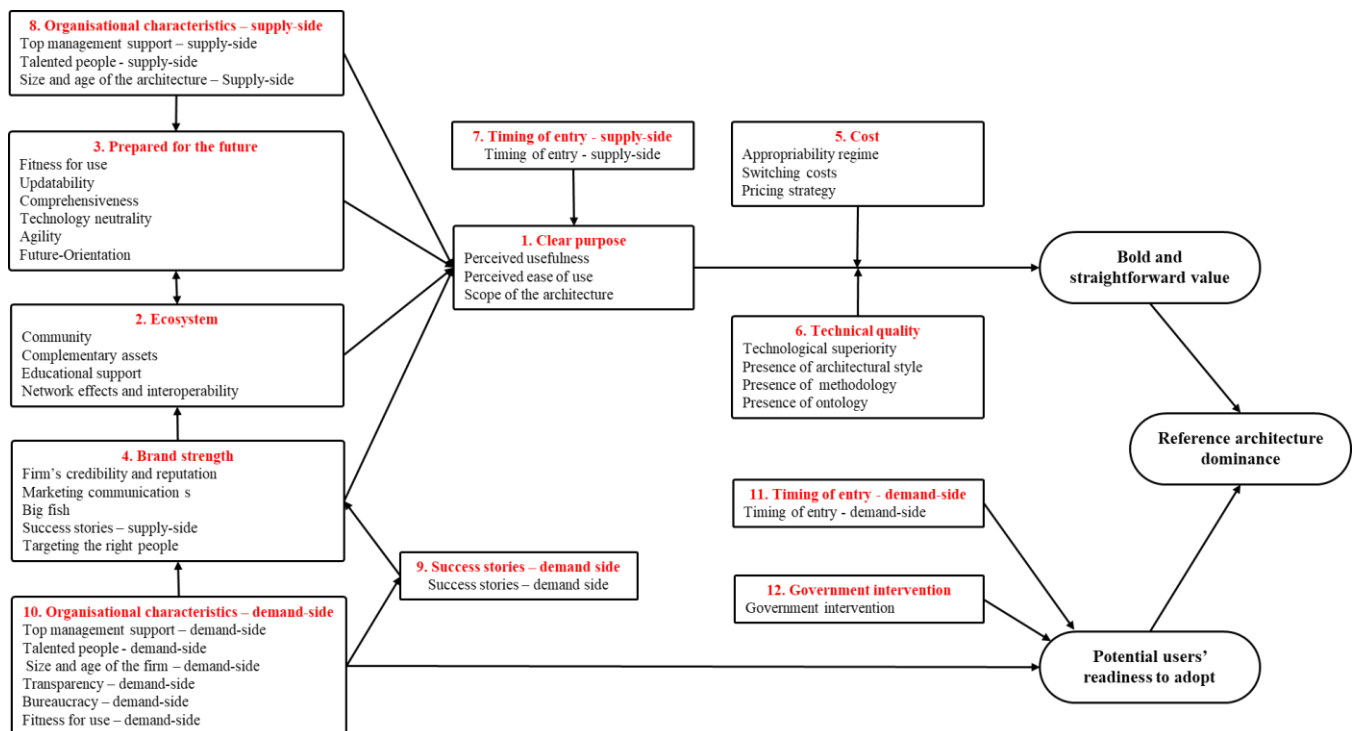 8. Organisational characteristics – supply-side
Top management support – supply-side
Talented people - supply-side
Size and age of the architecture – Supply-side
3. Prepared for the future
Fitness for use
Updatability
Comprehensiveness
Technology neutrality
Agility
Future-Orientation
2. Ecosystem
Community
Complementary assets
Educational support
Network effects and interoperability
4. Brand strength
Firm's credibility and reputation
Marketing communication s
Big fish
Success stories – supply-side
Targeting the right people
10. Organisational characteristics – demand-side
Top management support – demand-side
Talented people - demand-side
Size and age of the firm – demand-side
Transparency – demand-side
Bureaucracy – demand-side
Fitness for use – demand-side
9. Success stories – demand side
Success stories – demand side
7. Timing of entry - supply-side
Timing of entry - supply-side
1. Clear purpose
Perceived usefulness
Perceived ease of use
Scope of the architecture
5. Cost
Appropriability regime
Switching costs
Pricing strategy
6. Technical quality
Technological superiority
Presence of architectural style
Presence of methodology
Presence of ontology
11. Timing of entry - demand-side
Timing of entry - demand-side
12. Government intervention
Government intervention
Bold and
straightforward value
Reference architecture
dominance
Potential users'
readiness to adopt